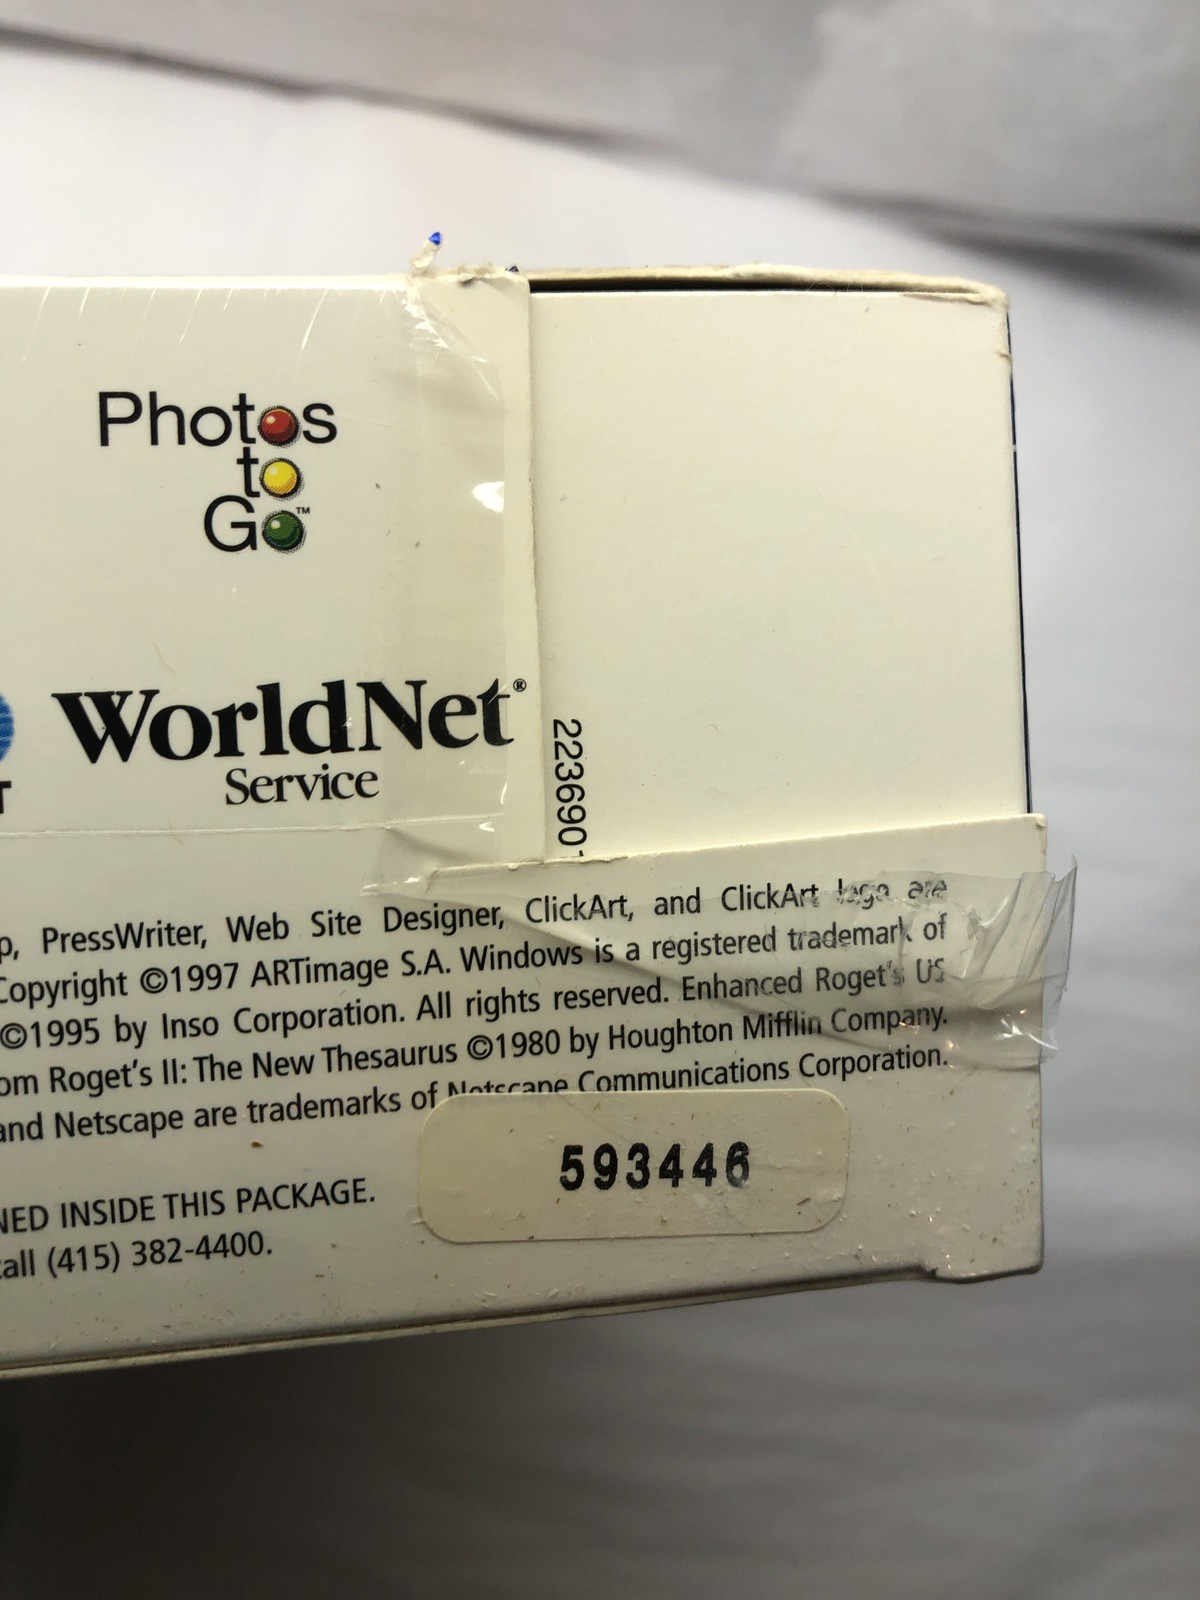 Photos
to
Go™
WorldNet®
Service
223690
PressWriter, Web Site Designer, ClickArt, and ClickArt logo are
Copyright ©1997 ARTimage S.A. Windows is a registered trademark of
©1995 by Inso Corporation. All rights reserved. Enhanced Roget's US
om Roget's II: The New Thesaurus ©1980 by Houghton Mifflin Company.
and Netscape are trademarks of Netscape Communications Corporation.
593446
NED INSIDE THIS PACKAGE.
call (415) 382-4400.